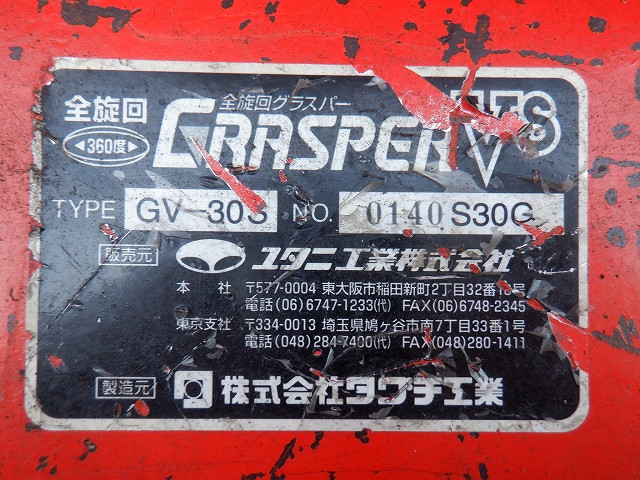 全旋回
◀360度▶
全旋回グラスパー
GRASPER VS
TYPE GV-30S NO. 0140 S30G
販売元 ユタニ工業株式会社
本社 〒577-0004 東大阪市稲田新町2丁目32番13号
電話(06)6747-1233(代) FAX(06)6748-2345
東京支社 〒334-0013 埼玉県鳩ヶ谷市南7丁目33番1号
電話(048)284-7400(代) FAX(048)280-1411
製造元 株式会社タグチ工業